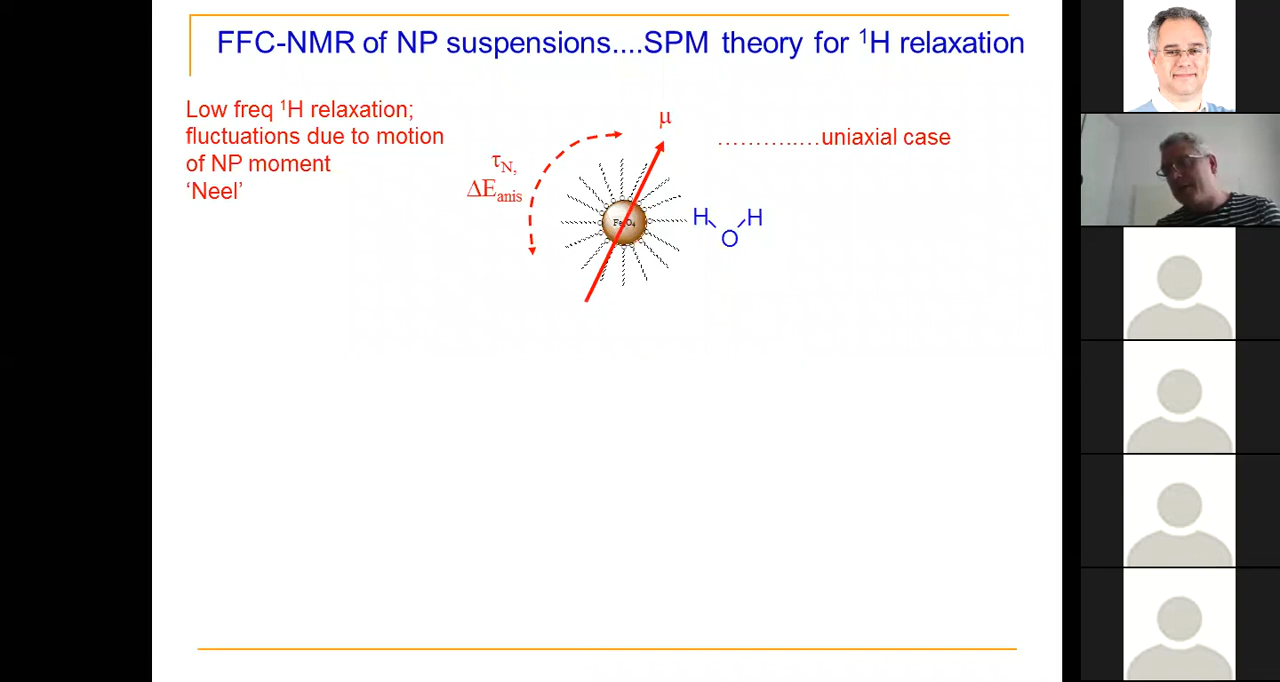 FFC-NMR of NP suspensions....SPM theory for ¹H relaxation
Low freq ¹H relaxation;
fluctuations due to motion
of NP moment
'Neel'
μ
…………..…uniaxial case
τN,
ΔEanis
H H
O